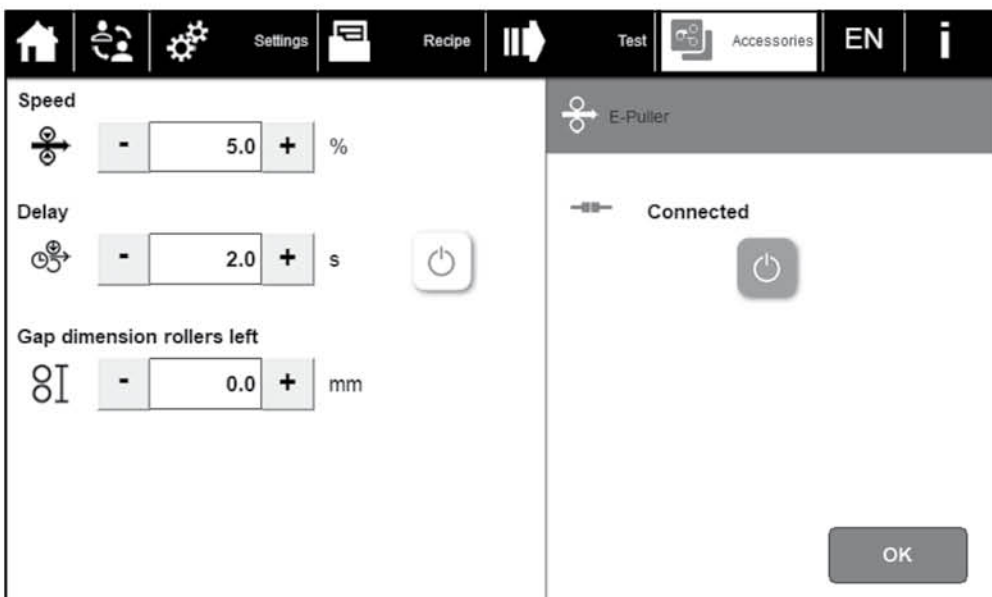 Settings
Recipe
Test
Accessories
EN
i
Speed
- 5.0 + %
Delay
- 2.0 + s
Gap dimension rollers left
- 0.0 + mm
E-Puller
Connected
OK